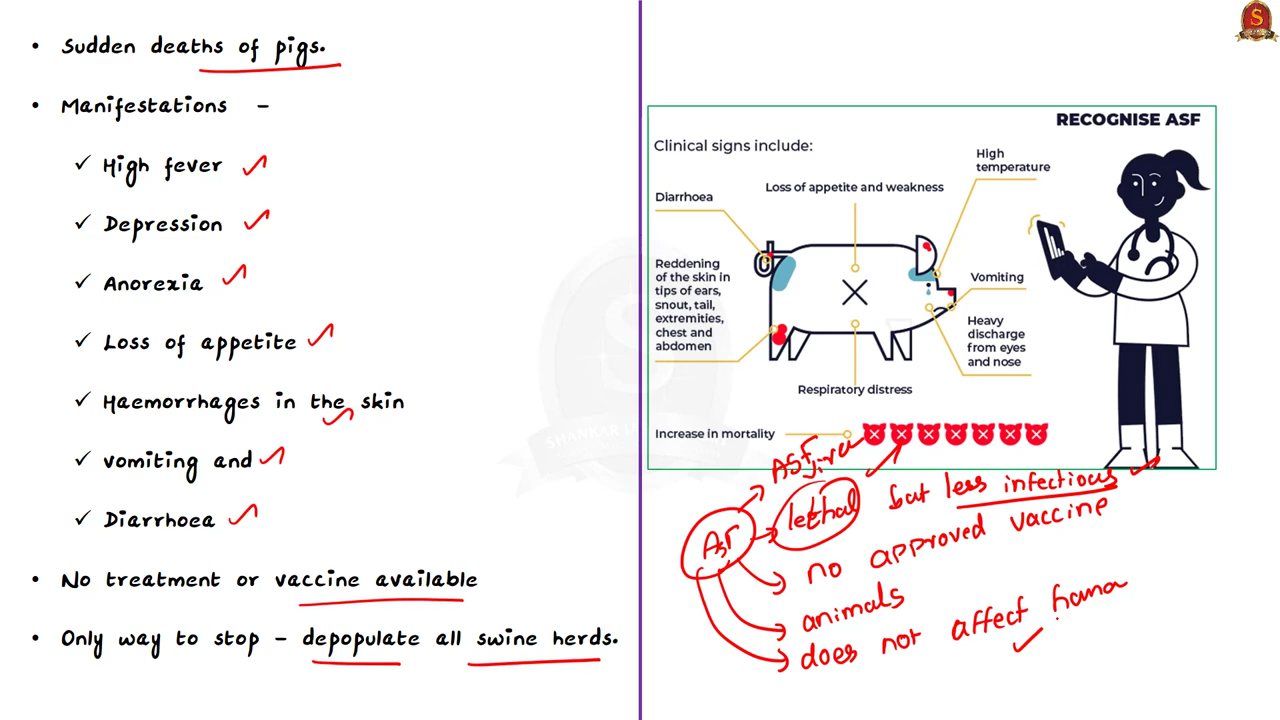 • Sudden deaths of pigs.
• Manifestations -
✓ High fever
✓ Depression
✓ Anorexia
✓ Loss of appetite
✓ Haemorrhages in the skin
✓ vomiting and
✓ Diarrhoea
• No treatment or vaccine available
• Only way to stop - depopulate all swine herds.
S
RECOGNISE ASF
Clinical signs include:
High
temperature
Loss of appetite and weakness
Diarrhoea
Reddening
of the skin in
tips of ears,
snout, tail,
extremities,
chest and
abdomen
Vomiting
Heavy
discharge
from eyes
and nose
Respiratory distress
Increase in mortality
ASF
ASF
lethal but less infectious
no approved vaccine
animals
does not affect
SHANKAR